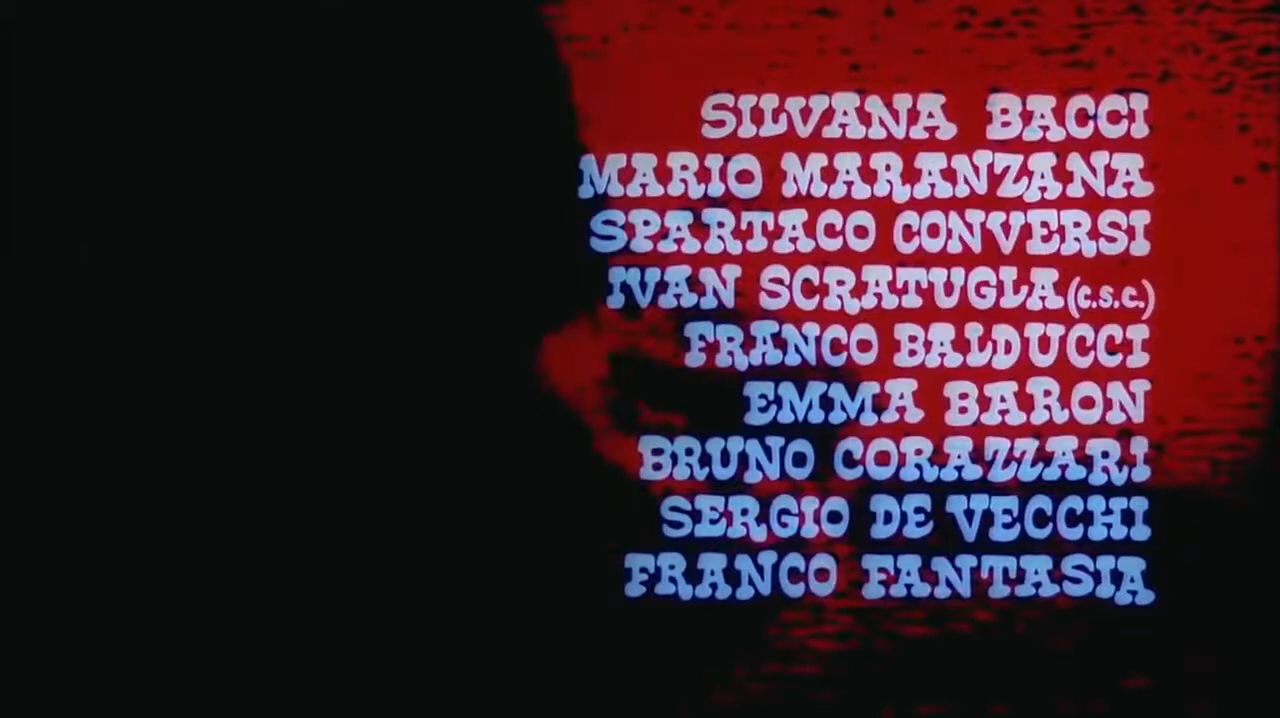 SILVANA BACCI
MARIO MARANZANA
SPARTACO CONVERSI
IVAN SCRATUGLA (c.s.c.)
FRANCO BALDUCCI
EMMA BARON
BRUNO CORAZZARI
SERGIO DE VECCHI
FRANCO FANTASIA